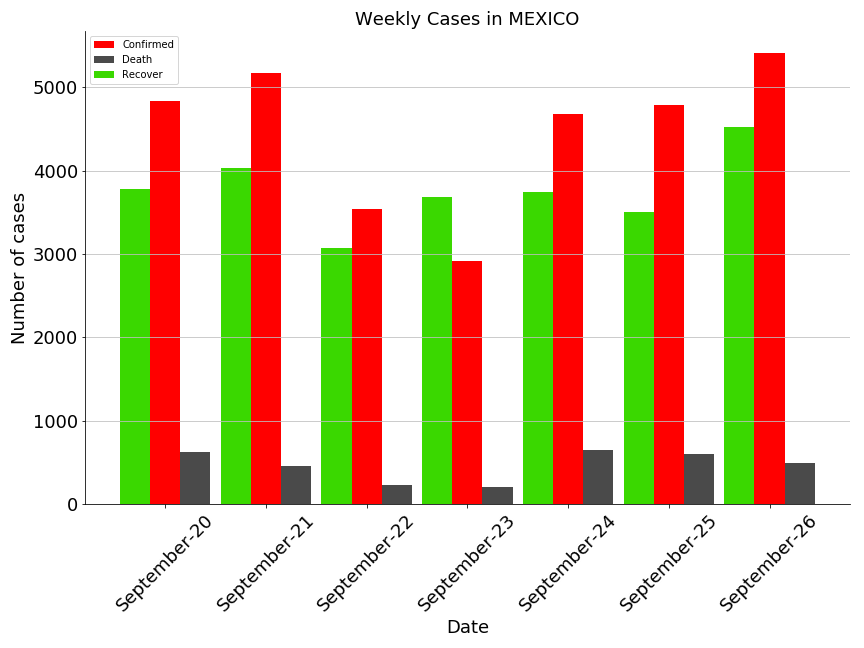 Weekly Cases in MEXICO
Confirmed
Death
Recover
5000
4000
3000
2000
1000
0
Number of cases
September-20
September-21
September-22
September-23
September-24
September-25
September-26
Date